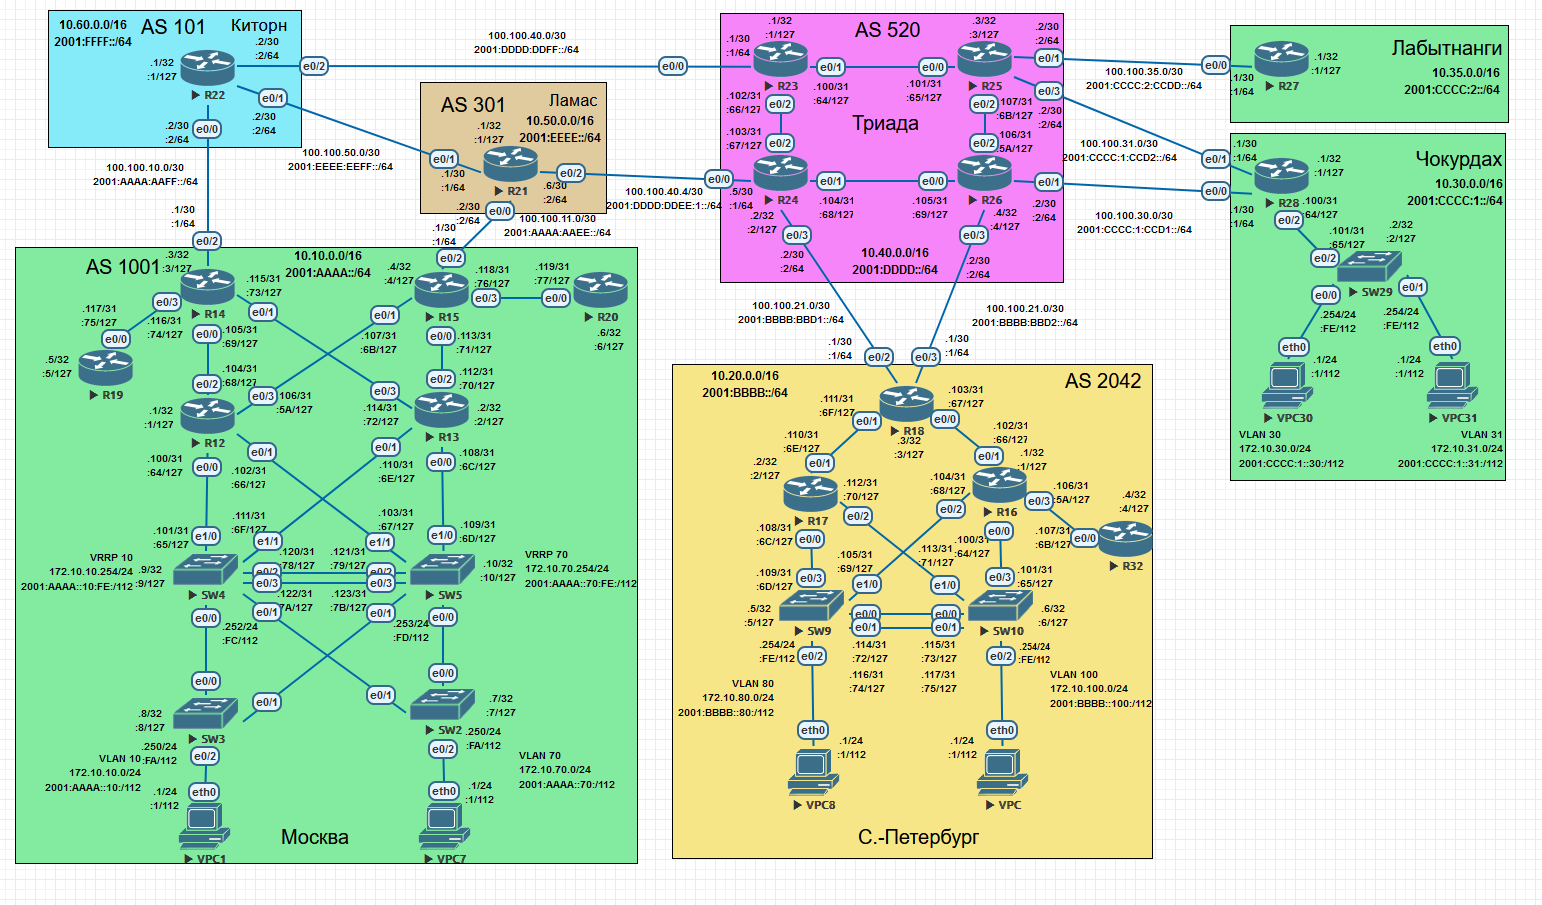 10.60.0.0/16
2001:FFFF::/64
AS 101
Киторн
.2/30
:2/64
.1/32
:1/127
R22
e0/2
e0/1
.2/30
:2/64
e0/0
.2/30
:2/64
100.100.40.0/30
2001:DDDD:DDFF::/64
100.100.50.0/30
2001:EEEE:EEFF::/64
100.100.10.0/30
2001:AAAA:AAFF::/64
.1/30
:1/64
e0/2
AS 301
Ламас
10.50.0.0/16
2001:EEEE::/64
.1/32
:1/127
e0/1
.1/30
:1/64
R21
e0/2
.6/30
:2/64
.2/30
:2/64
e0/0
100.100.11.0/30
2001:AAAA:AAEE::/64
.1/30
:1/64
e0/2
100.100.40.4/30
2001:DDDD:DDEE:1::/64
AS 520
Триада
.1/30
:1/64
e0/0
.1/32
:1/127
R23
e0/1
.100/31
:64/127
.102/31
:66/127
e0/2
.103/31
:67/127
e0/2
.3/32
:3/127
R25
e0/0
.101/31
:65/127
.2/30
:2/64
e0/1
e0/3
.2/30
:2/64
e0/2
.107/31
:6B/127
.106/31
:5A/127
e0/2
e0/0
.5/30
:1/64
R24
.2/32
:2/127
e0/1
.104/31
:68/127
e0/0
.105/31
:69/127
R26
.4/32
:4/127
e0/1
.2/30
:2/64
e0/3
.2/30
:2/64
e0/3
.2/30
:2/64
10.40.0.0/16
2001:DDDD::/64
100.100.35.0/30
2001:CCCC:2:CCDD::/64
100.100.31.0/30
2001:CCCC:1:CCD2::/64
100.100.30.0/30
2001:CCCC:1:CCD1::/64
100.100.21.0/30
2001:BBBB:BBD1::/64
100.100.21.0/30
2001:BBBB:BBD2::/64
Лабытнанги
10.35.0.0/16
2001:CCCC:2::/64
e0/0
.1/30
:1/64
.1/32
:1/127
R27
Чокурдах
10.30.0.0/16
2001:CCCC:1::/64
.1/30
:1/64
e0/1
.1/32
:1/127
e0/0
.1/30
:1/64
R28
.100/31
:64/127
e0/2
.101/31
:65/127
e0/2
.2/32
:2/127
SW29
e0/0
.254/24
:FE/112
e0/1
.254/24
:FE/112
eth0
.1/24
:1/112
VPC30
eth0
.1/24
:1/112
VPC31
VLAN 30
172.10.30.0/24
2001:CCCC:1::30:/112
VLAN 31
172.10.31.0/24
2001:CCCC:1::31:/112
AS 1001
10.10.0.0/16
2001:AAAA::/64
.3/32
:3/127
R14
.115/31
:73/127
e0/1
e0/3
.117/31
:75/127
.116/31
:74/127
e0/0
.5/32
:5/127
R19
e0/0
.105/31
:69/127
.4/32
:4/127
R15
.118/31
:76/127
e0/3
.119/31
:77/127
e0/0
R20
.6/32
:6/127
e0/1
.107/31
:6B/127
e0/0
.113/31
:71/127
e0/2
.104/31
:68/127
e0/3
.106/31
:5A/127
.1/32
:1/127
R12
e0/0
.100/31
:64/127
e0/1
.102/31
:66/127
e0/3
.114/31
:72/127
e0/2
.112/31
:70/127
.2/32
:2/127
R13
e0/1
.110/31
:6E/127
e0/0
.108/31
:6C/127
.101/31
:65/127
e1/0
.111/31
:6F/127
e1/1
.103/31
:67/127
e1/1
.109/31
:6D/127
e1/0
VRRP 10
172.10.10.254/24
2001:AAAA::10:FE:/112
.9/32
:9/127
SW4
e0/2
e0/3
.120/31
:78/127
.121/31
:79/127
.122/31
:7A/127
.123/31
:7B/127
e0/2
e0/3
VRRP 70
172.10.70.254/24
2001:AAAA::70:FE:/112
.10/32
:10/127
SW5
e0/0
.252/24
:FC/112
e0/1
e0/1
.253/24
:FD/112
e0/0
e0/0
e0/1
.8/32
:8/127
SW3
e0/0
e0/1
.7/32
:7/127
SW2
.250/24
:FA/112
e0/2
VLAN 10
172.10.10.0/24
2001:AAAA::10:/112
.250/24
:FA/112
e0/2
VLAN 70
172.10.70.0/24
2001:AAAA::70:/112
eth0
.1/24
:1/112
VPC1
eth0
.1/24
:1/112
VPC7
Москва
10.20.0.0/16
2001:BBBB::/64
AS 2042
.1/30
:1/64
e0/2
e0/3
.1/30
:1/64
R18
.3/32
:3/127
.111/31
:6F/127
e0/1
.103/31
:67/127
e0/0
.110/31
:6E/127
e0/1
.2/32
:2/127
R17
.112/31
:70/127
e0/2
.108/31
:6C/127
e0/0
.102/31
:66/127
e0/1
.1/32
:1/127
R16
.104/31
:68/127
e0/2
.106/31
:5A/127
e0/3
.107/31
:6B/127
e0/0
.4/32
:4/127
R32
e0/0
.100/31
:64/127
.109/31
:6D/127
e0/3
.105/31
:69/127
e1/0
.113/31
:71/127
e1/0
.101/31
:65/127
e0/3
.5/32
:5/127
SW9
e0/0
e0/1
e0/0
e0/1
.6/32
:6/127
SW10
.114/31
:72/127
.115/31
:73/127
.116/31
:74/127
.117/31
:75/127
.254/24
:FE/112
e0/2
.254/24
:FE/112
e0/2
VLAN 80
172.10.80.0/24
2001:BBBB::80:/112
VLAN 100
172.10.100.0/24
2001:BBBB::100:/112
eth0
.1/24
:1/112
VPC8
eth0
.1/24
:1/112
VPC
С.-Петербург